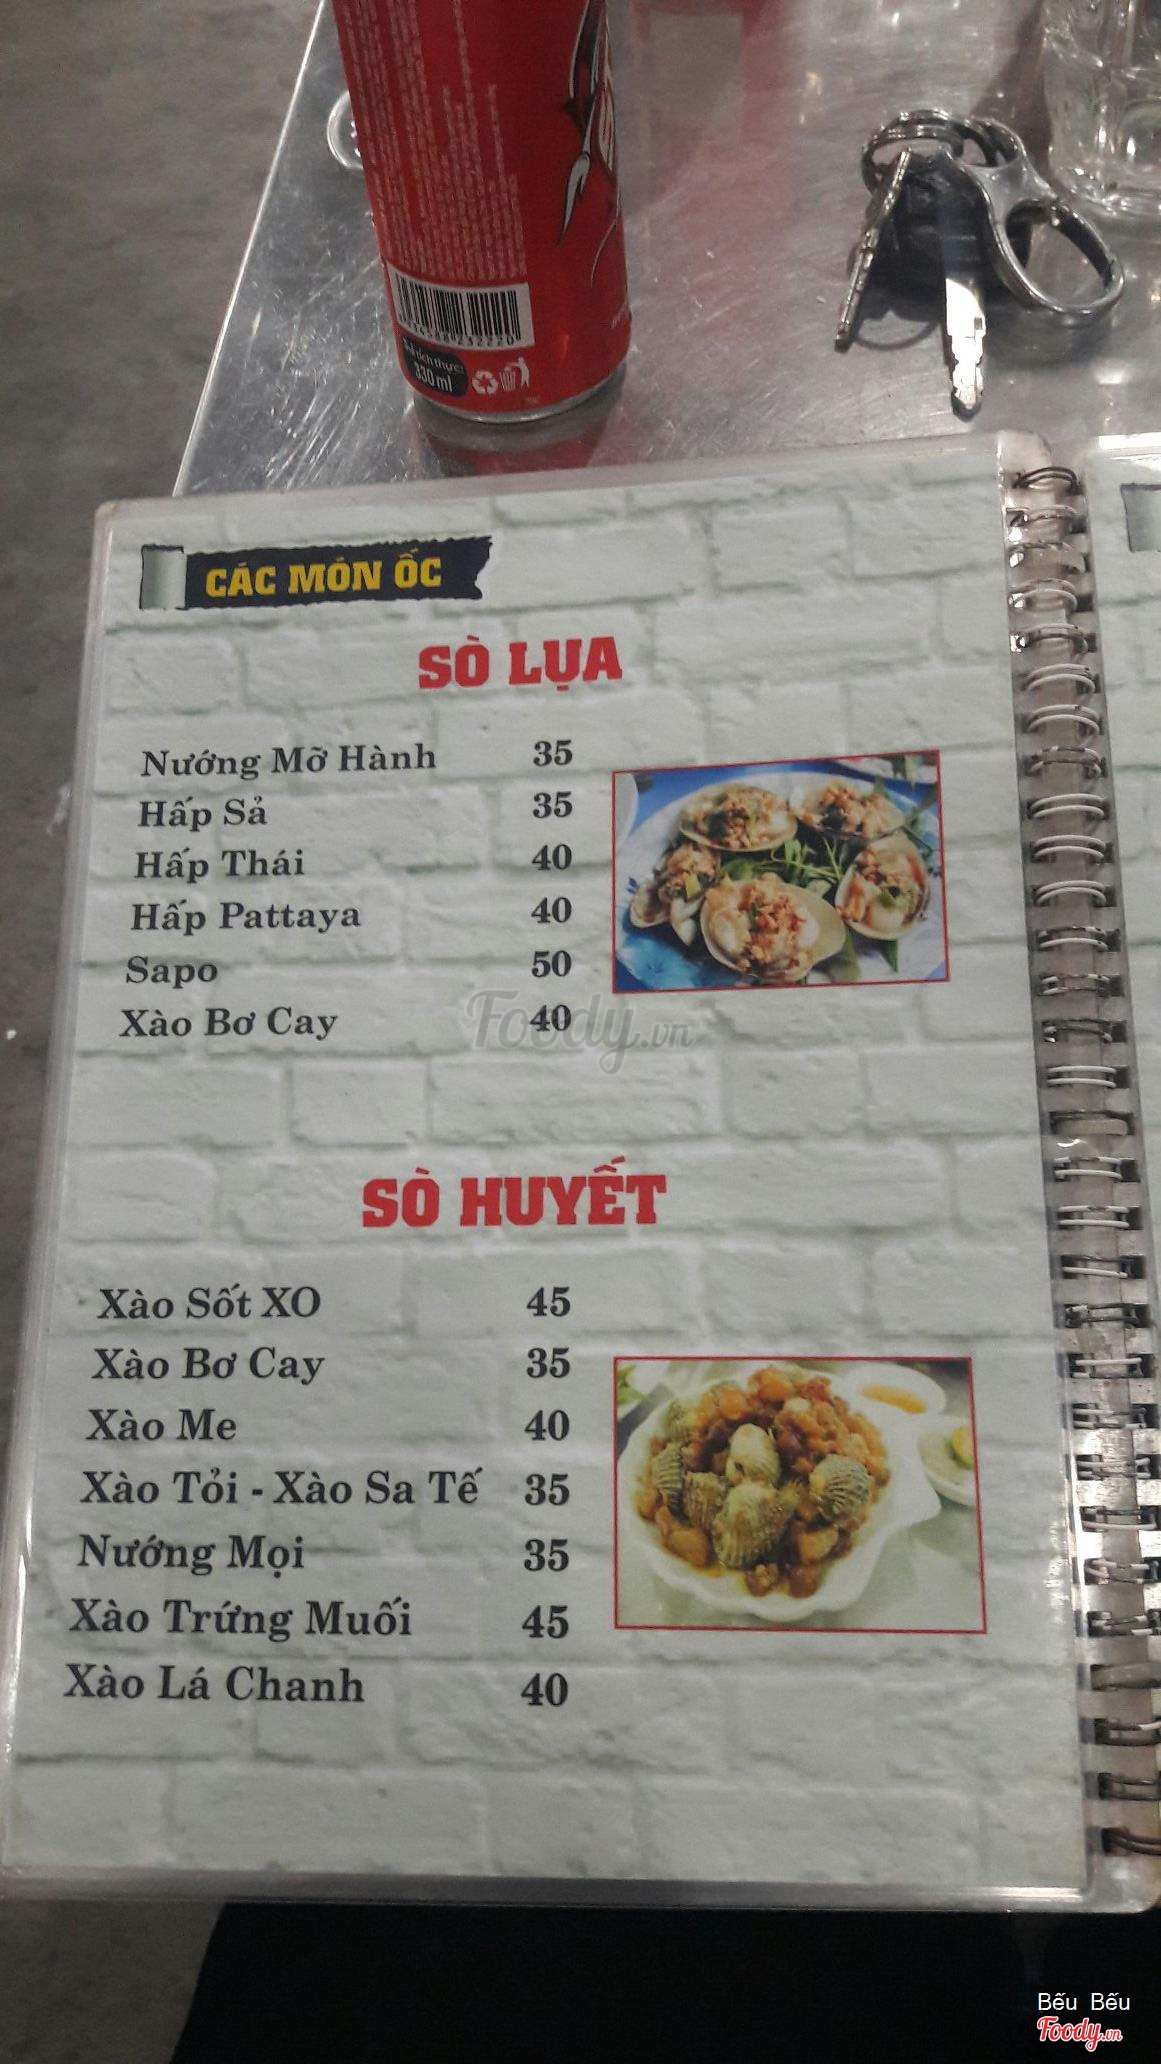 330 ml
CÁC MÓN ỐC
SÒ LỤA
Nướng Mỡ Hành 35
Hấp Sả 35
Hấp Thái 40
Hấp Pattaya 40
Sapo 50
Xào Bơ Cay 40
Foody.vn
SÒ HUYẾT
Xào Sốt XO 45
Xào Bơ Cay 35
Xào Me 40
Xào Tỏi - Xào Sa Tế 35
Nướng Mọi 35
Xào Trứng Muối 45
Xào Lá Chanh 40
Bếu Bếu
Foody.vn